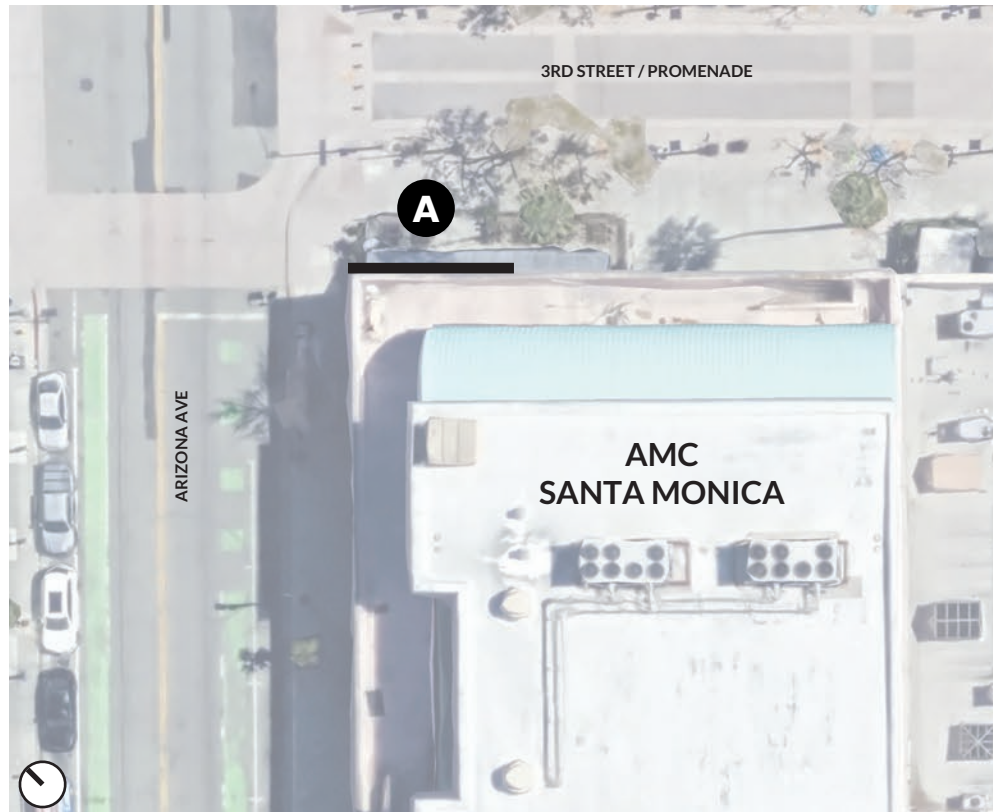 3RD STREET / PROMENADE
A
ARIZONA AVE
AMC
SANTA MONICA